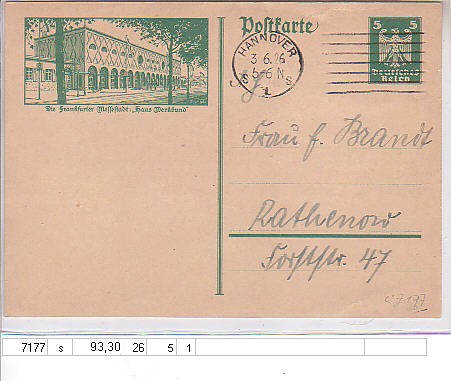 Postkarte
5 5
Deutsches
Reich
HANNOVER
3.6.26
5-6 N
S 1 S
Die Frankfurter Messestadt: „Haus Werkbund"
Frau F. Brandt
Rathenow
Forststr. 47
7177 s 93,30 26 5 1